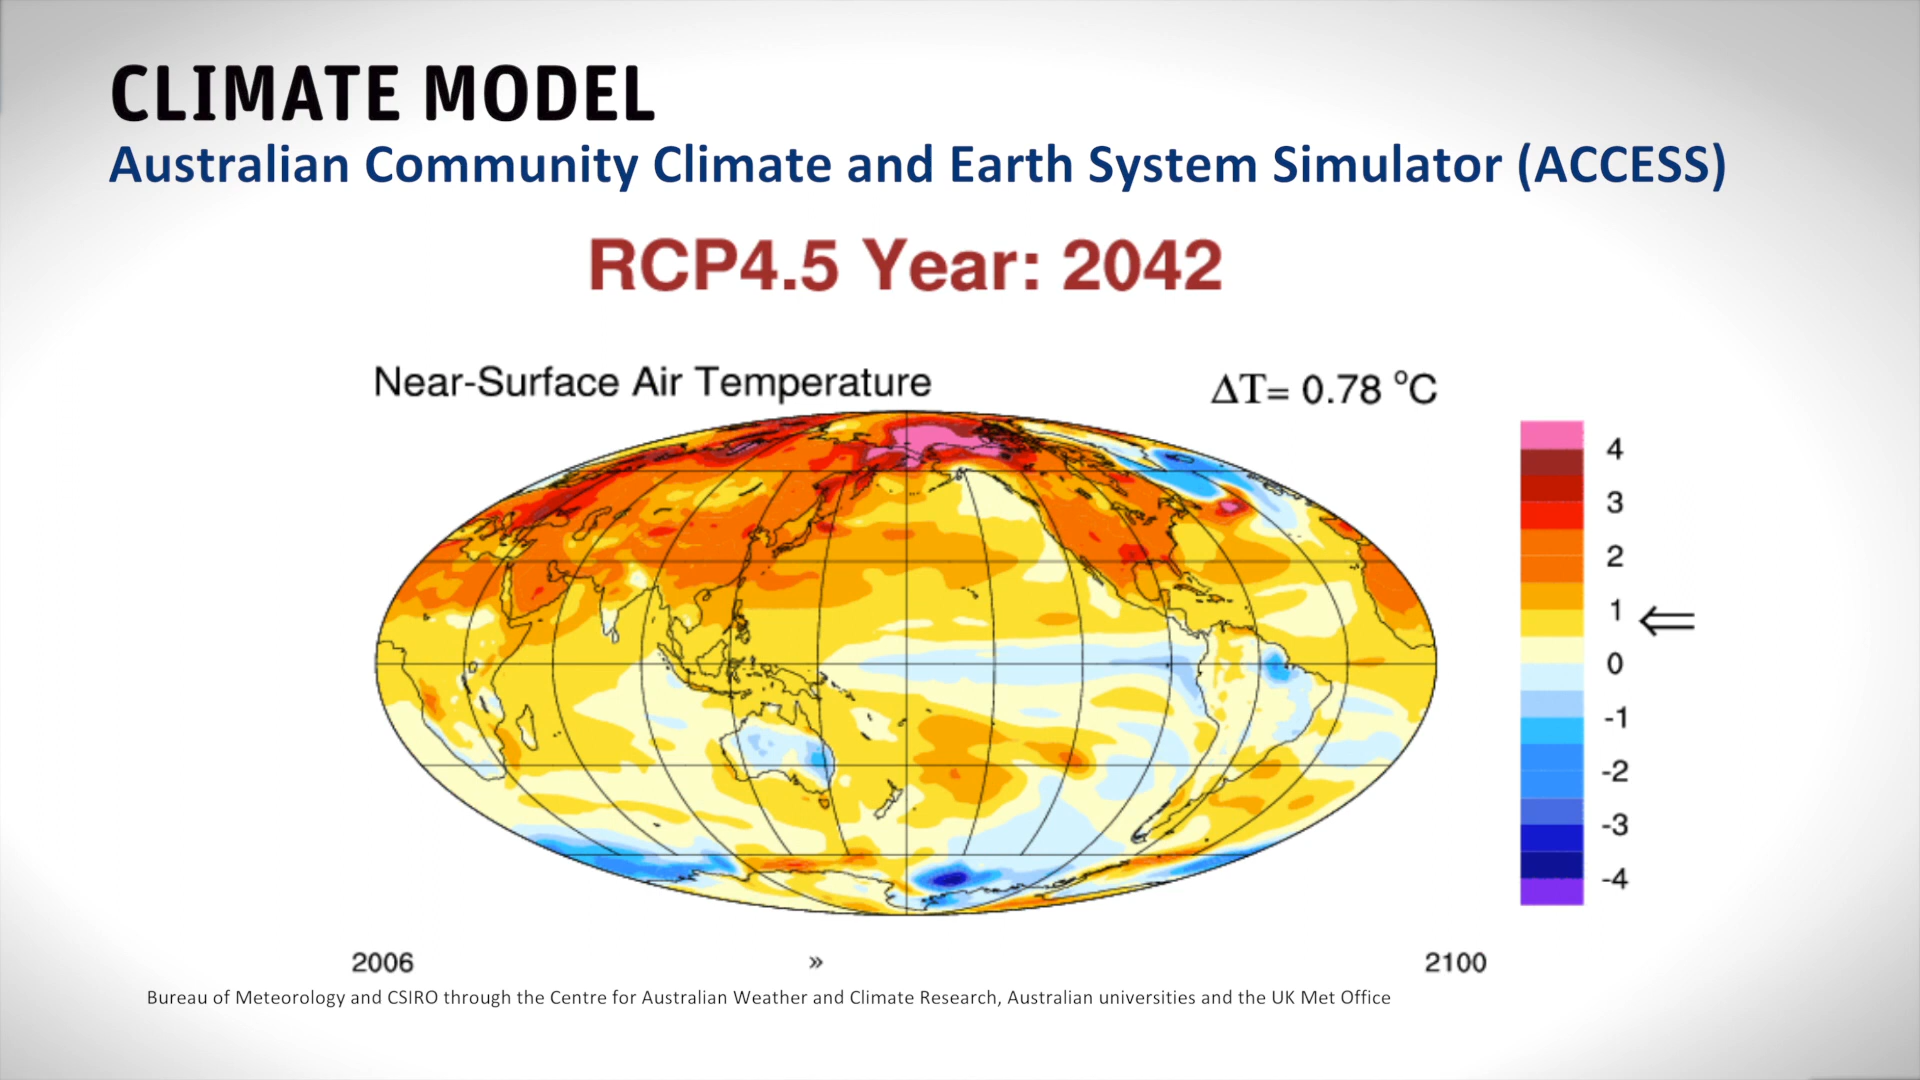 CLIMATE MODEL
Australian Community Climate and Earth System Simulator (ACCESS)
RCP4.5 Year: 2042
Near-Surface Air Temperature
ΔT= 0.78 °C
4
3
2
1
0
-1
-2
-3
-4
2006 » 2100
Bureau of Meteorology and CSIRO through the Centre for Australian Weather and Climate Research, Australian universities and the UK Met Office